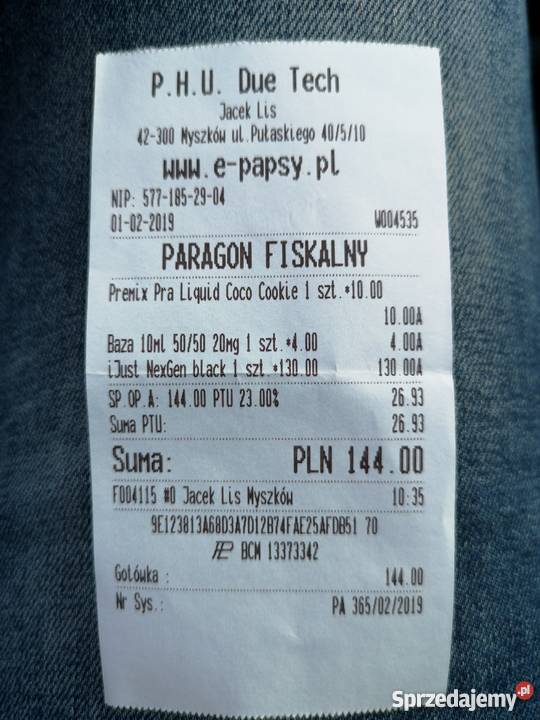 P.H.U. Due Tech
Jacek Lis
42-300 Myszków ul.Pułaskiego 40/5/10
www.e-papsy.pl
NIP: 577-185-29-04
01-02-2019 W004535
PARAGON FISKALNY
Premix Pra Liquid Coco Cookie 1 szt.*10.00
10.00A
Baza 10ml 50/50 20mg 1 szt.*4.00 4.00A
iJust NexGen black 1 szt.*130.00 130.00A
SP.OP.A: 144.00 PTU 23.00% 26.93
Suma PTU: 26.93
Suma: PLN 144.00
F004115 #0 Jacek Lis Myszków 10:35
9E123813A68D3A7D12B74FAE25AFDB51 70
BCM 13373342
Gotówka : 144.00
Nr Sys.: PA 365/02/2019
Sprzedajemy.pl